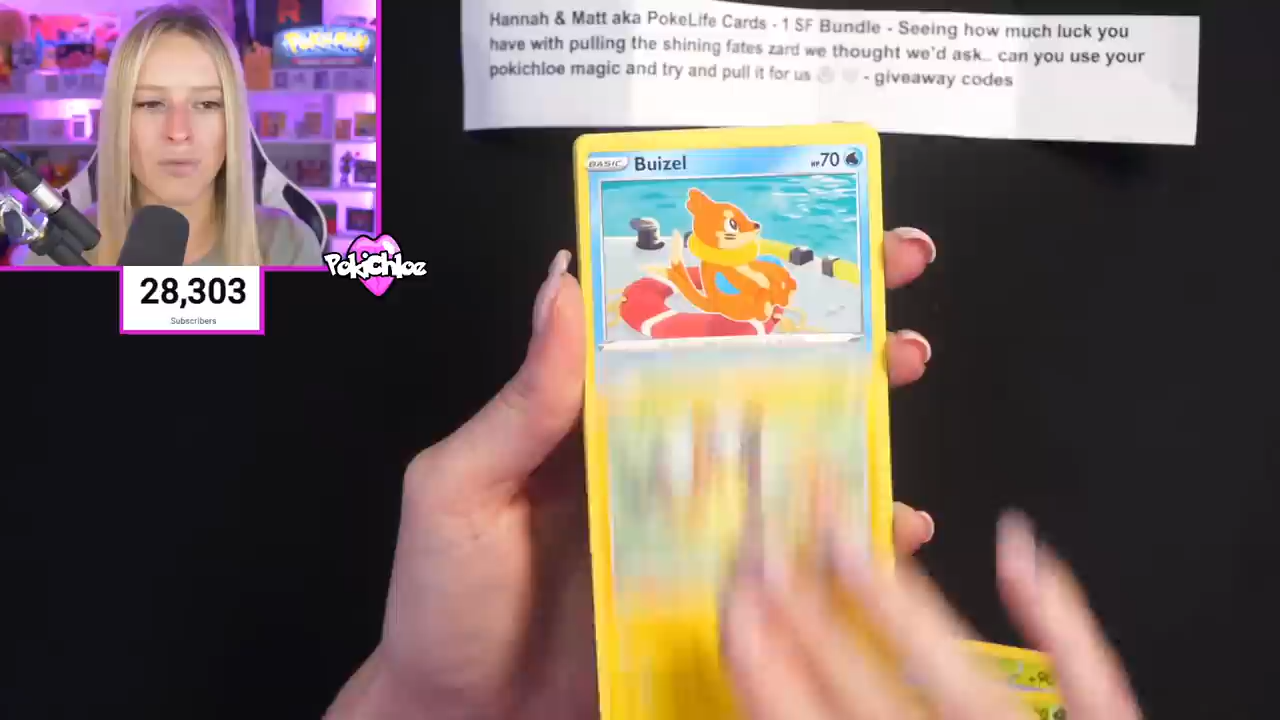 Hannah & Matt aka PokeLife Cards - 1 SF Bundle - Seeing how much luck you
have with pulling the shining fates zard we thought we'd ask.. can you use your
pokichloe magic and try and pull it for us - giveaway codes
BASIC Buizel HP70
PokiChloe
28,303
Subscribers